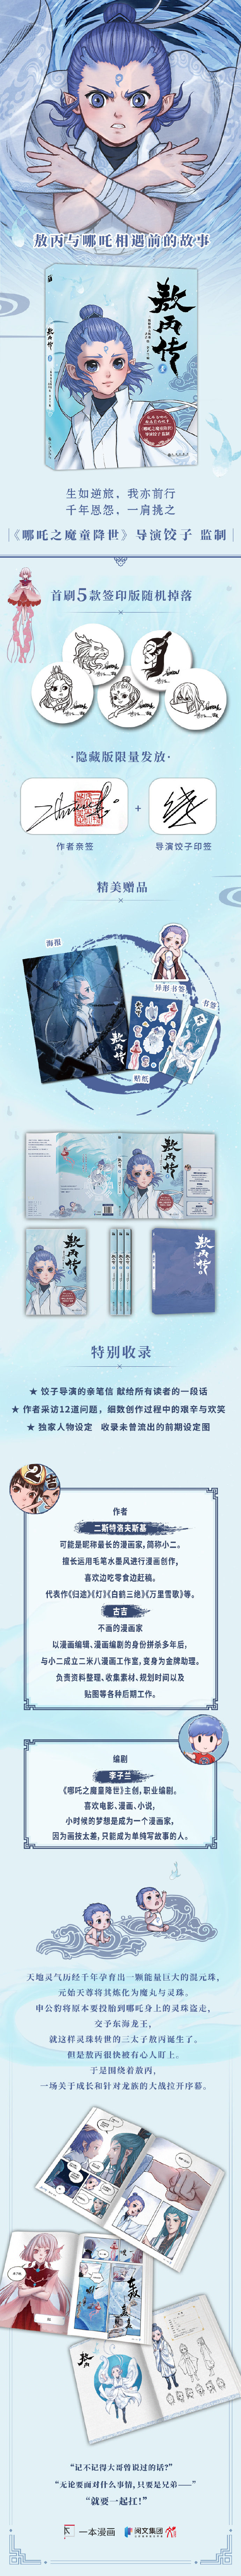 敖丙与哪吒相遇前的故事
敖丙传
生如逆旅，我亦前行
千年恩怨，一肩挑之
《哪吒之魔童降世》导演饺子 监制
首刷5款签印版随机掉落
·隐藏版限量发放·
+
作者亲签
导演饺子印签
精美赠品
海报
异形书签
书签
贴纸
敖丙传
敖丙传
敖丙传
特别收录
★ 饺子导演的亲笔信 献给所有读者的一段话
★ 作者采访12道问题，细数创作过程中的艰辛与欢笑
★ 独家人物设定 收录未曾流出的前期设定图
作者
二斯特洛夫斯基
可能是昵称最长的漫画家，简称小二。
擅长运用毛笔水墨风进行漫画创作，
喜欢边吃零食边赶稿。
代表作《归途》《灯》《白鹤三绝》《万里雪歌》等。
古吉
不画的漫画家
以漫画编辑、漫画编剧的身份拼杀多年后，
与小二成立二米八漫画工作室，变身为金牌助理。
负责资料整理、收集素材、规划时间以及
贴图等各种后期工作。
编剧
李子兰
《哪吒之魔童降世》主创，职业编剧。
喜欢电影、漫画、小说，
小时候的梦想是成为一个漫画家，
因为画技太差，只能成为单纯写故事的人。
天地灵气历经千年孕育出一颗能量巨大的混元珠，
元始天尊将其炼化为魔丸与灵珠。
申公豹将原本要投胎到哪吒身上的灵珠盗走，
交予东海龙王，
就这样灵珠转世的三太子敖丙诞生了。
但是敖丙很快被有心人盯上。
于是围绕着敖丙，
一场关于成长和针对龙族的大战拉开序幕。
“记不记得大哥曾说过的话？”
“无论要面对什么事情，只要是兄弟——”
“就要一起扛！”
一本漫画
阅文集团